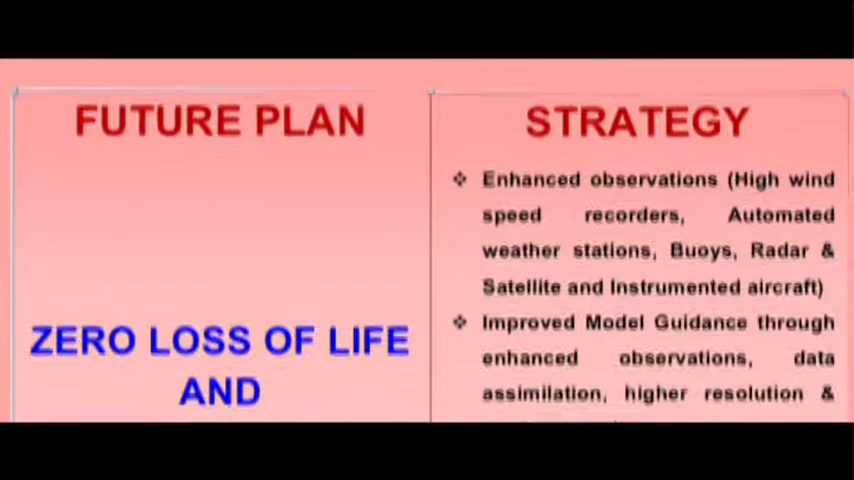 FUTURE PLAN
ZERO LOSS OF LIFE
AND
STRATEGY
❖ Enhanced observations (High wind
speed recorders, Automated
weather stations, Buoys, Radar &
Satellite and Instrumented aircraft)
❖ Improved Model Guidance through
enhanced observations, data
assimilation, higher resolution &